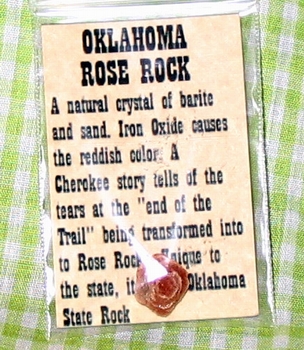 OKLAHOMA
ROSE ROCK
A natural crystal of barite
and sand. Iron Oxide causes
the reddish color. A
Cherokee story tells of the
tears at the "end of the
Trail" being transformed into
to Rose Rock. Unique to
the state, it Oklahoma
State Rock